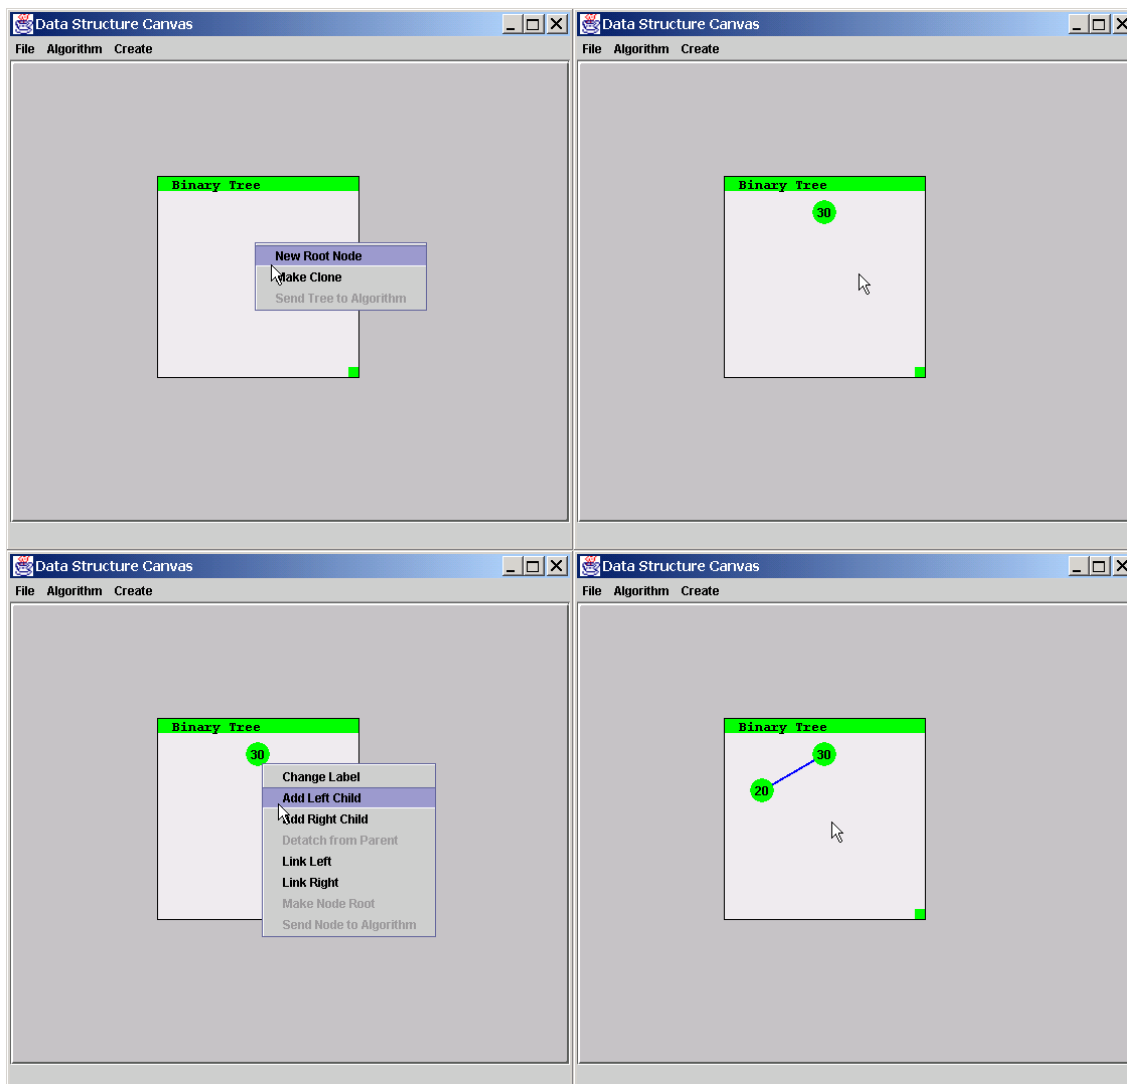 Data Structure Canvas
File Algorithm Create
Binary Tree
New Root Node
Make Clone
Send Tree to Algorithm
Data Structure Canvas
File Algorithm Create
Binary Tree
30
Data Structure Canvas
File Algorithm Create
Binary Tree
30
Change Label
Add Left Child
Add Right Child
Detatch from Parent
Link Left
Link Right
Make Node Root
Send Node to Algorithm
Data Structure Canvas
File Algorithm Create
Binary Tree
30
20